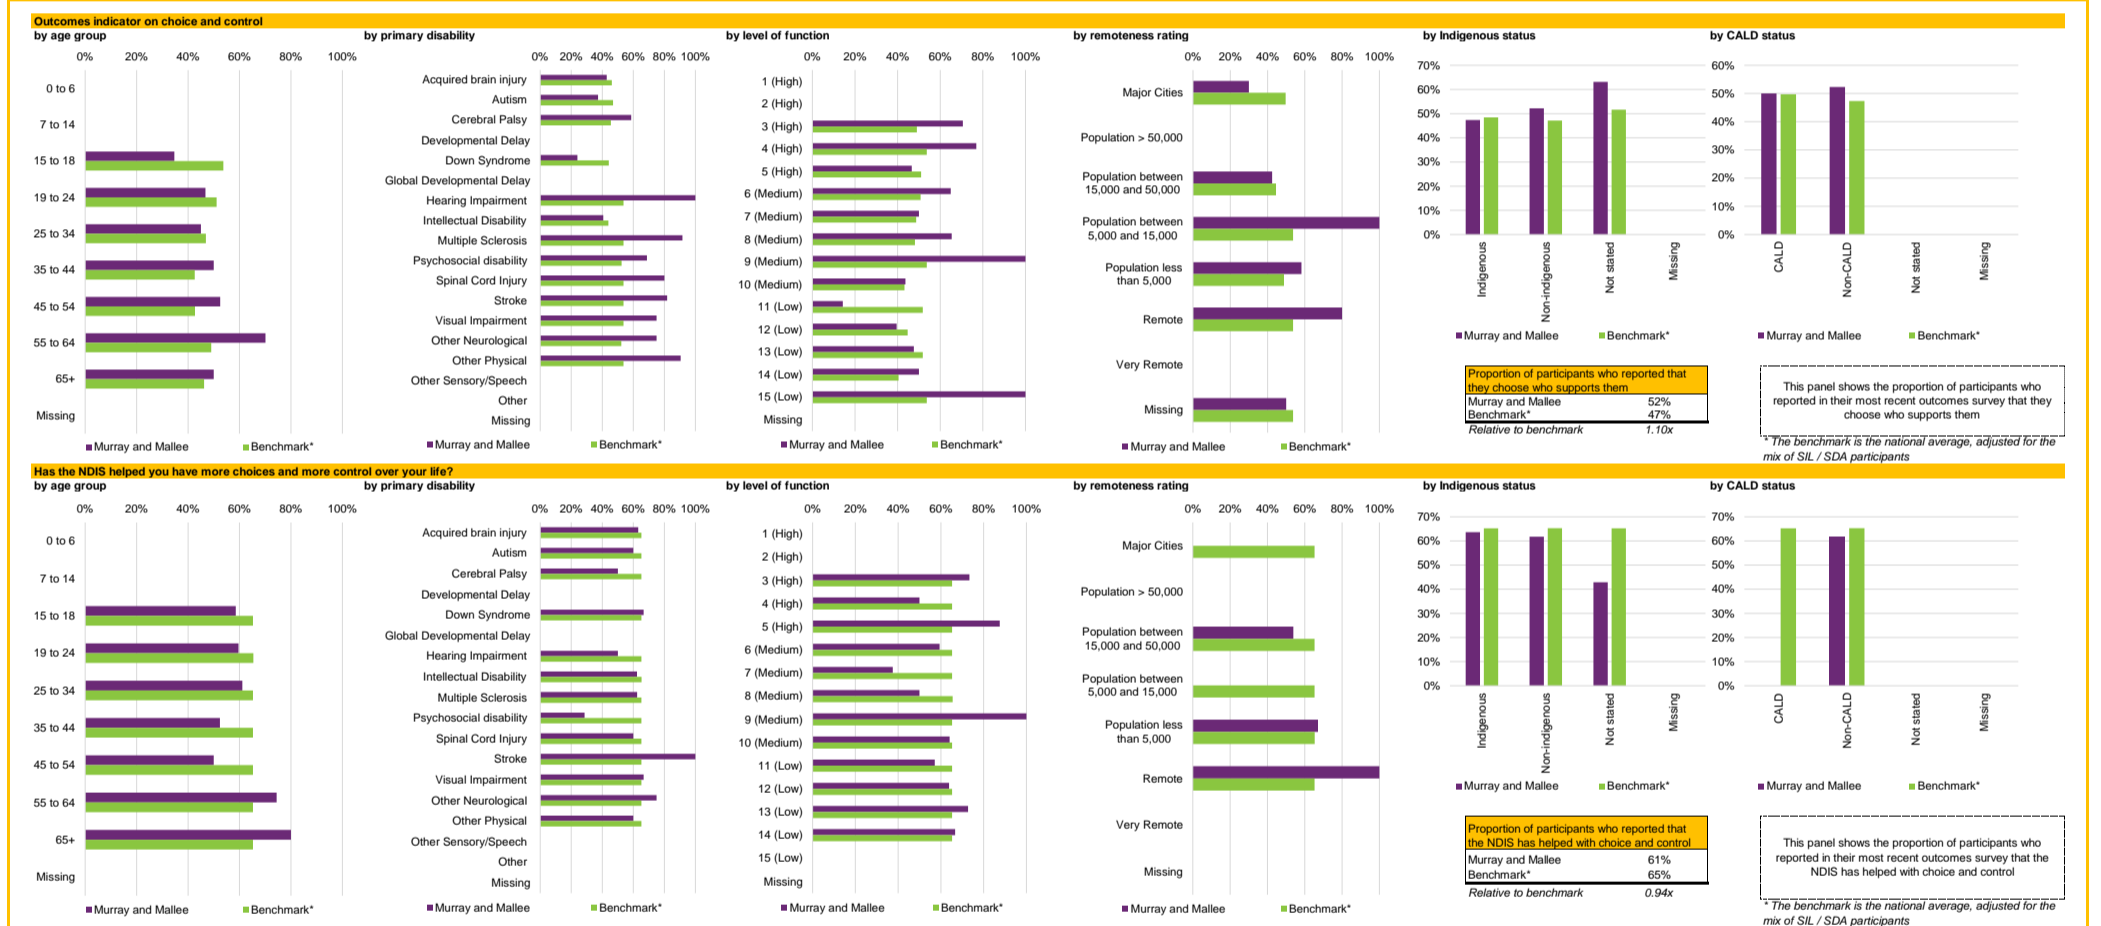 Outcomes indicator on choice and control
by age group
0% 20% 40% 60% 80% 100%
0 to 6
7 to 14
15 to 18
19 to 24
25 to 34
35 to 44
45 to 54
55 to 64
65+
Missing
Murray and Mallee Benchmark*
by primary disability
0% 20% 40% 60% 80% 100%
Acquired brain injury
Autism
Cerebral Palsy
Developmental Delay
Down Syndrome
Global Developmental Delay
Hearing Impairment
Intellectual Disability
Multiple Sclerosis
Psychosocial disability
Spinal Cord Injury
Stroke
Visual Impairment
Other Neurological
Other Physical
Other Sensory/Speech
Other
Missing
Murray and Mallee Benchmark*
by level of function
0% 20% 40% 60% 80% 100%
1 (High)
2 (High)
3 (High)
4 (High)
5 (High)
6 (Medium)
7 (Medium)
8 (Medium)
9 (Medium)
10 (Medium)
11 (Low)
12 (Low)
13 (Low)
14 (Low)
15 (Low)
Missing
Murray and Mallee Benchmark*
by remoteness rating
0% 20% 40% 60% 80% 100%
Major Cities
Population > 50,000
Population between
15,000 and 50,000
Population between
5,000 and 15,000
Population less
than 5,000
Remote
Very Remote
Missing
Murray and Mallee Benchmark*
by Indigenous status
70%
60%
50%
40%
30%
20%
10%
0%
Indigenous
Non-indigenous
Not stated
Missing
Murray and Mallee Benchmark*
by CALD status
60%
50%
40%
30%
20%
10%
0%
CALD
Non-CALD
Not stated
Missing
Murray and Mallee Benchmark*
Proportion of participants who reported that
they choose who supports them
Murray and Mallee 52%
Benchmark* 47%
Relative to benchmark 1.10x
This panel shows the proportion of participants who
reported in their most recent outcomes survey that they
choose who supports them
* The benchmark is the national average, adjusted for the
mix of SIL / SDA participants
Has the NDIS helped you have more choices and more control over your life?
by age group
0% 20% 40% 60% 80% 100%
0 to 6
7 to 14
15 to 18
19 to 24
25 to 34
35 to 44
45 to 54
55 to 64
65+
Missing
Murray and Mallee Benchmark*
by primary disability
0% 20% 40% 60% 80% 100%
Acquired brain injury
Autism
Cerebral Palsy
Developmental Delay
Down Syndrome
Global Developmental Delay
Hearing Impairment
Intellectual Disability
Multiple Sclerosis
Psychosocial disability
Spinal Cord Injury
Stroke
Visual Impairment
Other Neurological
Other Physical
Other Sensory/Speech
Other
Missing
Murray and Mallee Benchmark*
by level of function
0% 20% 40% 60% 80% 100%
1 (High)
2 (High)
3 (High)
4 (High)
5 (High)
6 (Medium)
7 (Medium)
8 (Medium)
9 (Medium)
10 (Medium)
11 (Low)
12 (Low)
13 (Low)
14 (Low)
15 (Low)
Missing
Murray and Mallee Benchmark*
by remoteness rating
0% 20% 40% 60% 80% 100%
Major Cities
Population > 50,000
Population between
15,000 and 50,000
Population between
5,000 and 15,000
Population less
than 5,000
Remote
Very Remote
Missing
Murray and Mallee Benchmark*
by Indigenous status
70%
60%
50%
40%
30%
20%
10%
0%
Indigenous
Non-indigenous
Not stated
Missing
Murray and Mallee Benchmark*
by CALD status
70%
60%
50%
40%
30%
20%
10%
0%
CALD
Non-CALD
Not stated
Missing
Murray and Mallee Benchmark*
Proportion of participants who reported that
the NDIS has helped with choice and control
Murray and Mallee 61%
Benchmark* 65%
Relative to benchmark 0.94x
This panel shows the proportion of participants who
reported in their most recent outcomes survey that the
NDIS has helped with choice and control
* The benchmark is the national average, adjusted for the
mix of SIL / SDA participants